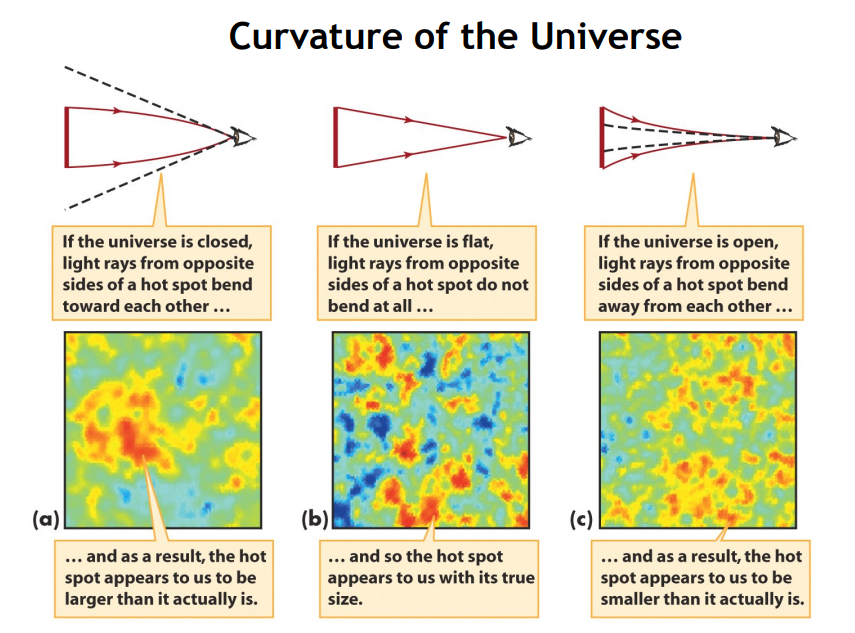 Curvature of the Universe
If the universe is closed,
light rays from opposite
sides of a hot spot bend
toward each other ...
If the universe is flat,
light rays from opposite
sides of a hot spot do not
bend at all ...
If the universe is open,
light rays from opposite
sides of a hot spot bend
away from each other ...
(a)
(b)
(c)
... and as a result, the hot
spot appears to us to be
larger than it actually is.
... and so the hot spot
appears to us with its true
size.
... and as a result, the hot
spot appears to us to be
smaller than it actually is.